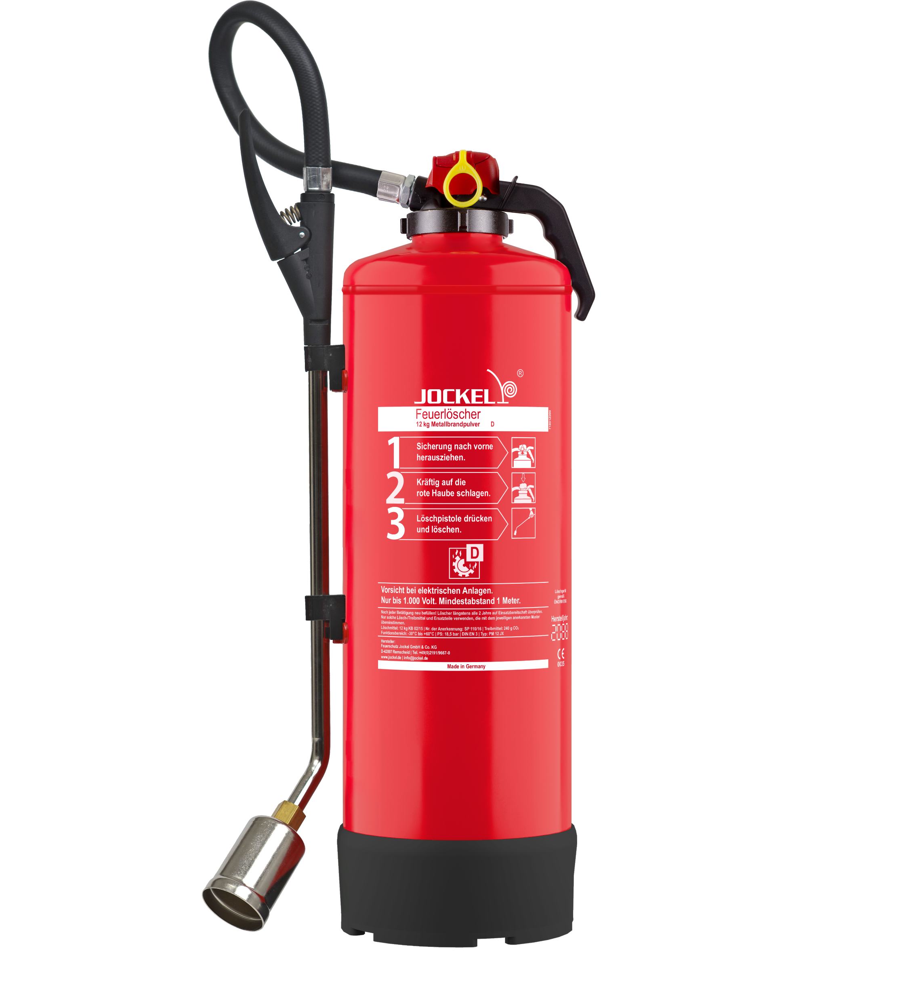 ®
JOCKEL
Feuerlöscher
12 kg Metallbrandpulver D
1
Sicherung nach vorne
herausziehen.
2
Kräftig auf die
rote Haube schlagen.
3
Löschpistole drücken
und löschen.
D
Vorsicht bei elektrischen Anlagen.
Nur bis 1.000 Volt. Mindestabstand 1 Meter.
Nach jeder Betätigung neu befüllen! Löscher längstens alle 2 Jahre auf Einsatzbereitschaft überprüfen.
Nur solche Lösch-/Treibmittel und Ersatzteile verwenden, die mit dem jeweiligen anerkannten Muster
übereinstimmen.
Löschmittel: 12 kg KB 02/15 | Nr. der Anerkennung: SP 110/16 | Treibmittel: 240 g CO₂
Funktionsbereich: -30°C bis +60°C | PS: 18,5 bar | DIN EN 3 | Typ: PM 12 JX
Hersteller:
Feuerschutz Jockel GmbH & Co. KG
D-42897 Remscheid | Tel. +49(0)2191/9667-0
www.jockel.de | info@jockel.de
Made in Germany
Löschgerät
gemäß
ÖNORM EN3
Herstelljahr:
CE
0035